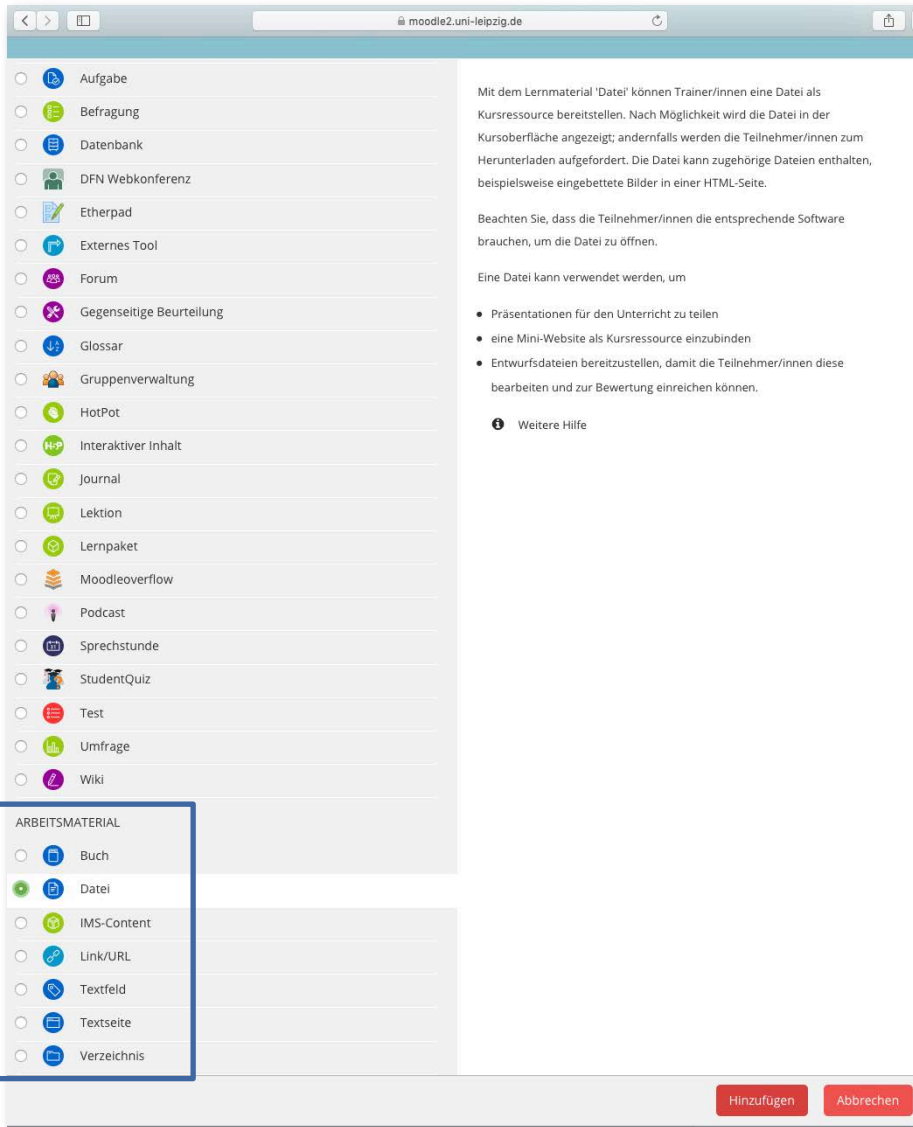 moodle2.uni-leipzig.de
Aufgabe
Befragung
Datenbank
DFN Webkonferenz
Etherpad
Externes Tool
Forum
Gegenseitige Beurteilung
Glossar
Gruppenverwaltung
HotPot
Interaktiver Inhalt
Journal
Lektion
Lernpaket
Moodleoverflow
Podcast
Sprechstunde
StudentQuiz
Test
Umfrage
Wiki
ARBEITSMATERIAL
Buch
Datei
IMS-Content
Link/URL
Textfeld
Textseite
Verzeichnis
Mit dem Lernmaterial 'Datei' können Trainer/innen eine Datei als
Kursressource bereitstellen. Nach Möglichkeit wird die Datei in der
Kursoberfläche angezeigt; andernfalls werden die Teilnehmer/innen zum
Herunterladen aufgefordert. Die Datei kann zugehörige Dateien enthalten,
beispielsweise eingebettete Bilder in einer HTML-Seite.
Beachten Sie, dass die Teilnehmer/innen die entsprechende Software
brauchen, um die Datei zu öffnen.
Eine Datei kann verwendet werden, um
• Präsentationen für den Unterricht zu teilen
• eine Mini-Website als Kursressource einzubinden
• Entwurfsdateien bereitzustellen, damit die Teilnehmer/innen diese
bearbeiten und zur Bewertung einreichen können.
Weitere Hilfe
Hinzufügen Abbrechen